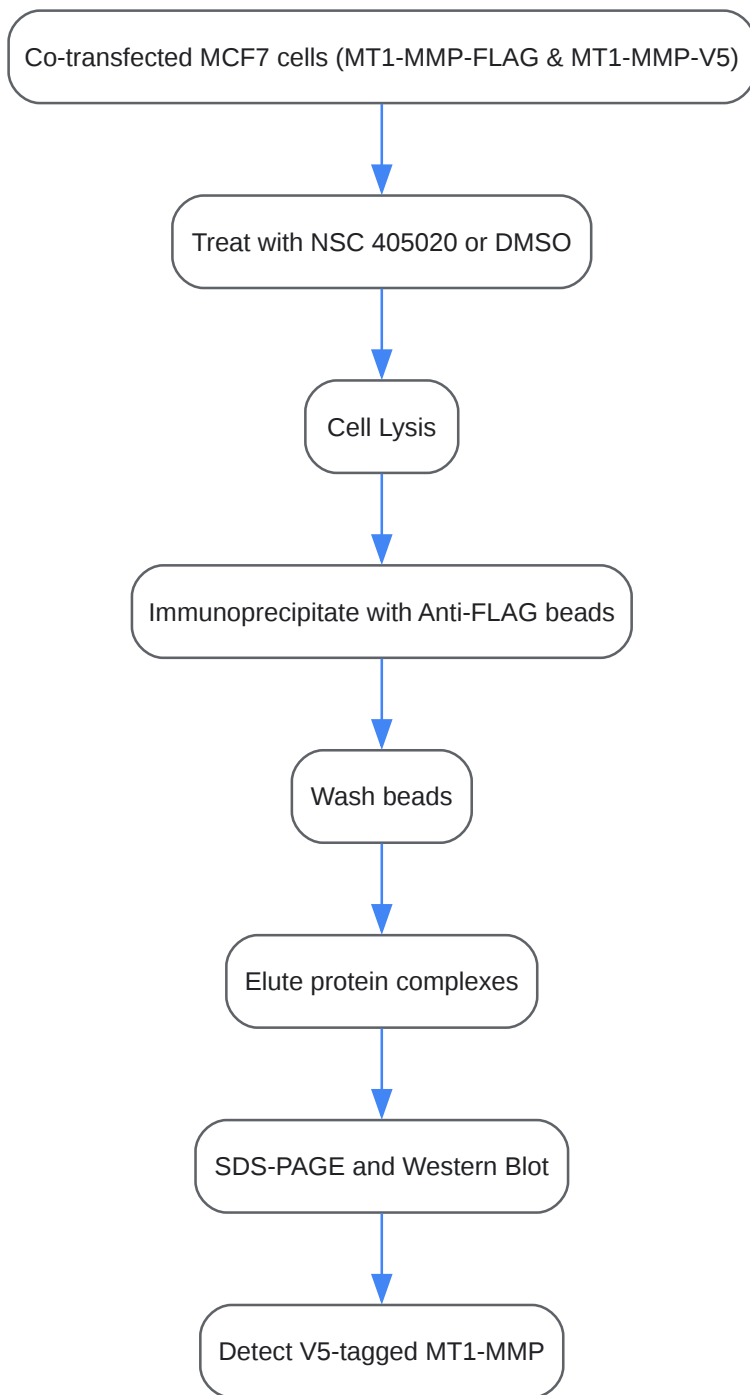 Co-transfected MCF7 cells (MT1-MMP-FLAG & MT1-MMP-V5)
Treat with NSC 405020 or DMSO
Cell Lysis
Immunoprecipitate with Anti-FLAG beads
Wash beads
Elute protein complexes
SDS-PAGE and Western Blot
Detect V5-tagged MT1-MMP